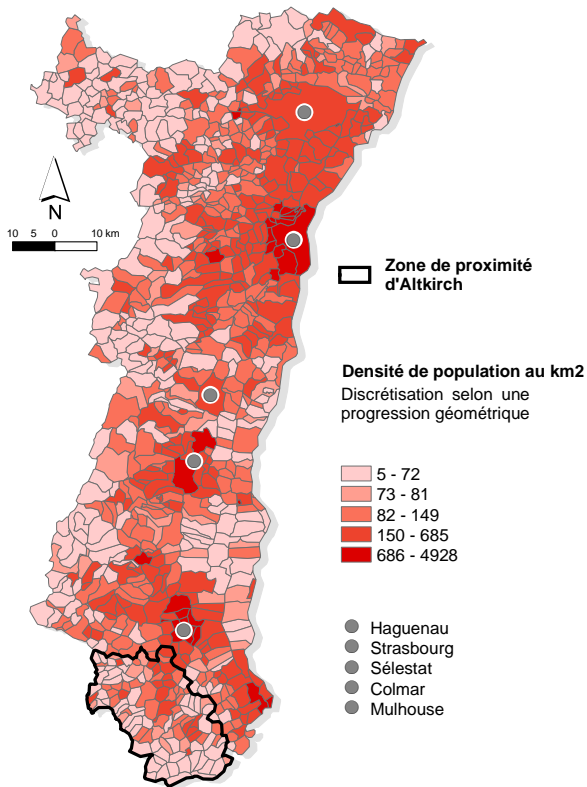 N
10 5 0 10 km
Zone de proximité
d'Altkirch
Densité de population au km2
Discrétisation selon une
progression géométrique
5 - 72
73 - 81
82 - 149
150 - 685
686 - 4928
Haguenau
Strasbourg
Sélestat
Colmar
Mulhouse